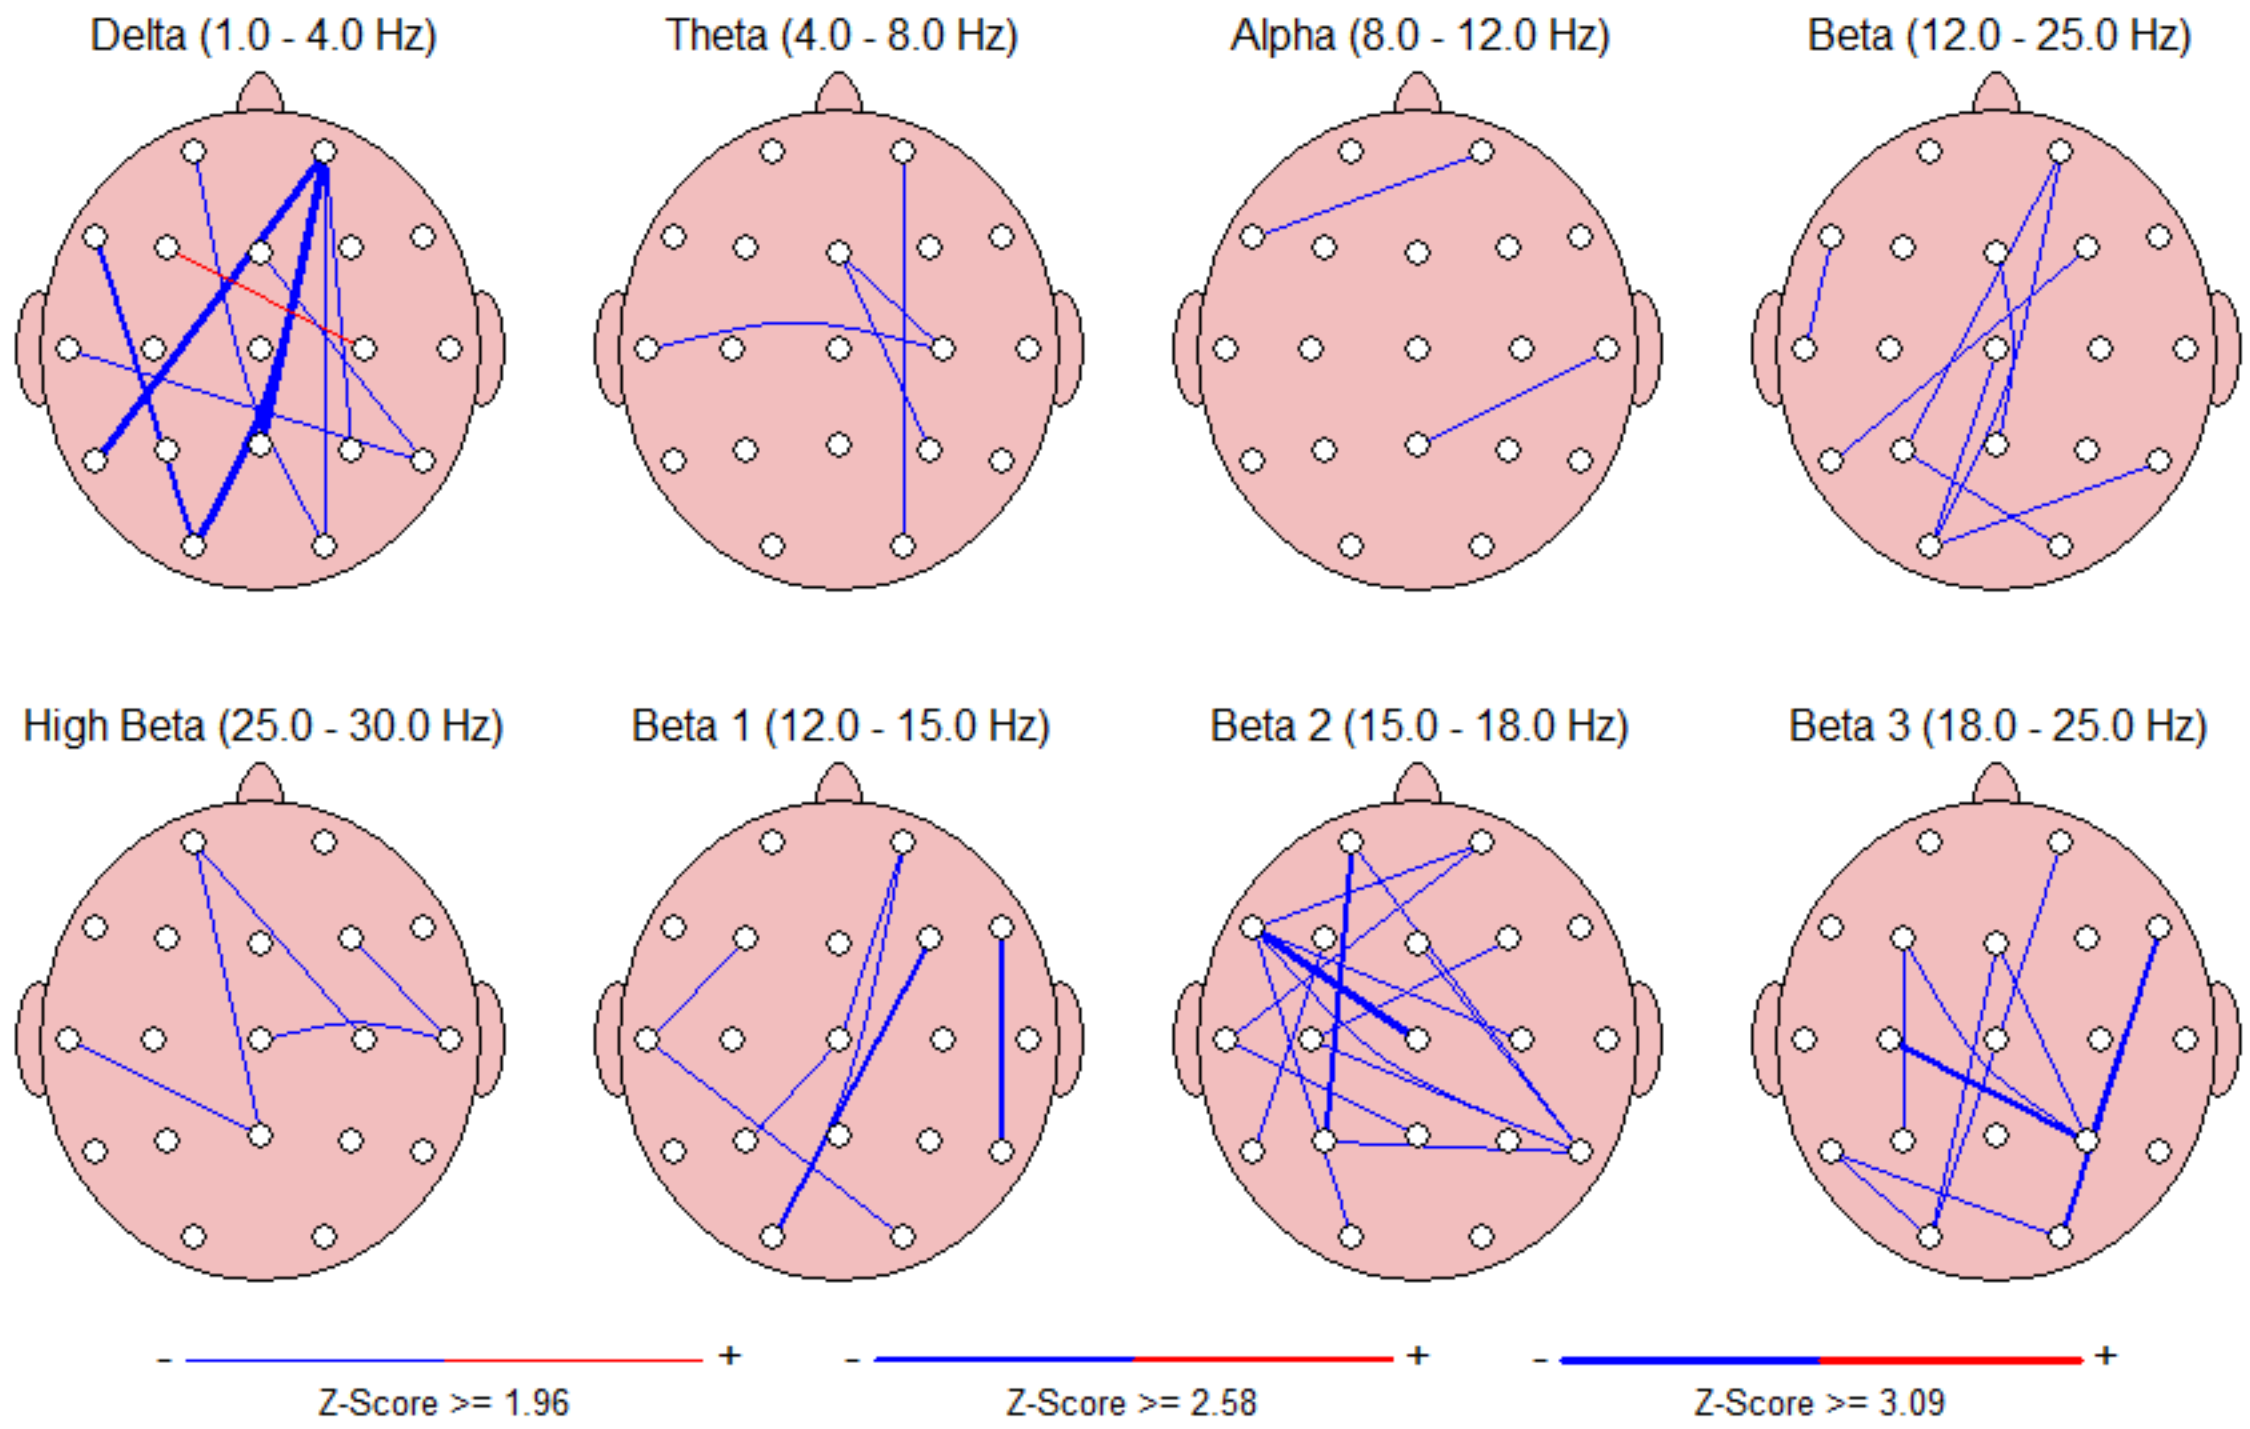 Delta (1.0 - 4.0 Hz)
Theta (4.0 - 8.0 Hz)
Alpha (8.0 - 12.0 Hz)
Beta (12.0 - 25.0 Hz)
High Beta (25.0 - 30.0 Hz)
Beta 1 (12.0 - 15.0 Hz)
Beta 2 (15.0 - 18.0 Hz)
Beta 3 (18.0 - 25.0 Hz)
- +
- +
- +
Z-Score >= 1.96
Z-Score >= 2.58
Z-Score >= 3.09